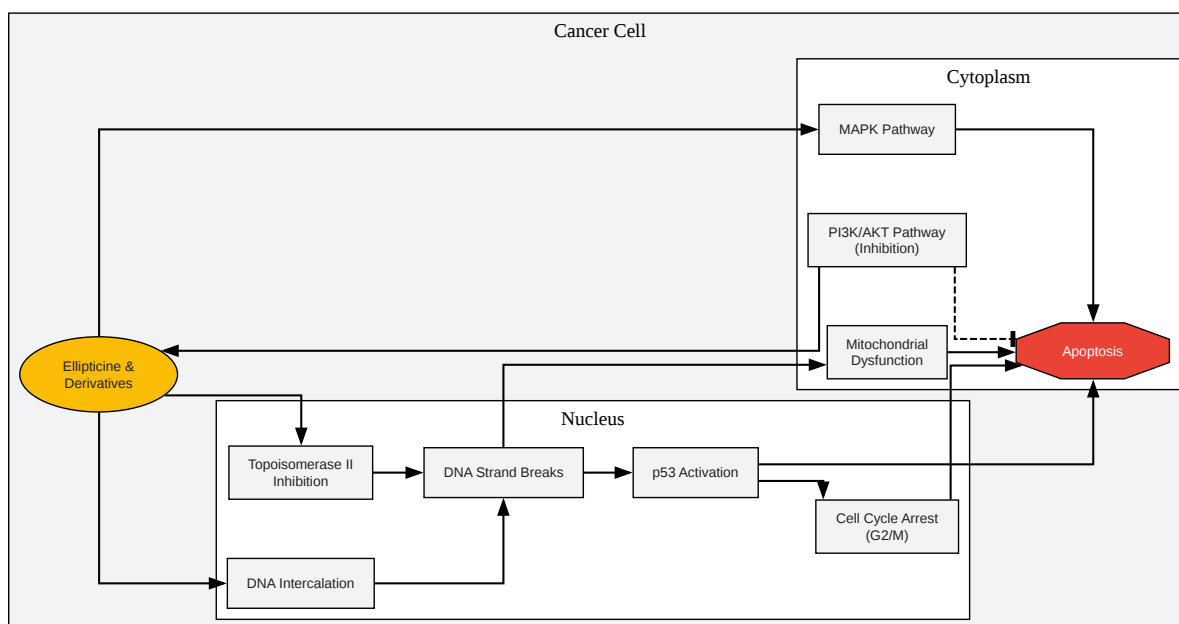 Cancer Cell
Cytoplasm
MAPK Pathway
PI3K/AKT Pathway
(Inhibition)
Mitochondrial
Dysfunction
Apoptosis
Ellipticine &
Derivatives
Nucleus
Topoisomerase II
Inhibition
DNA Strand Breaks
p53 Activation
Cell Cycle Arrest
(G2/M)
DNA Intercalation